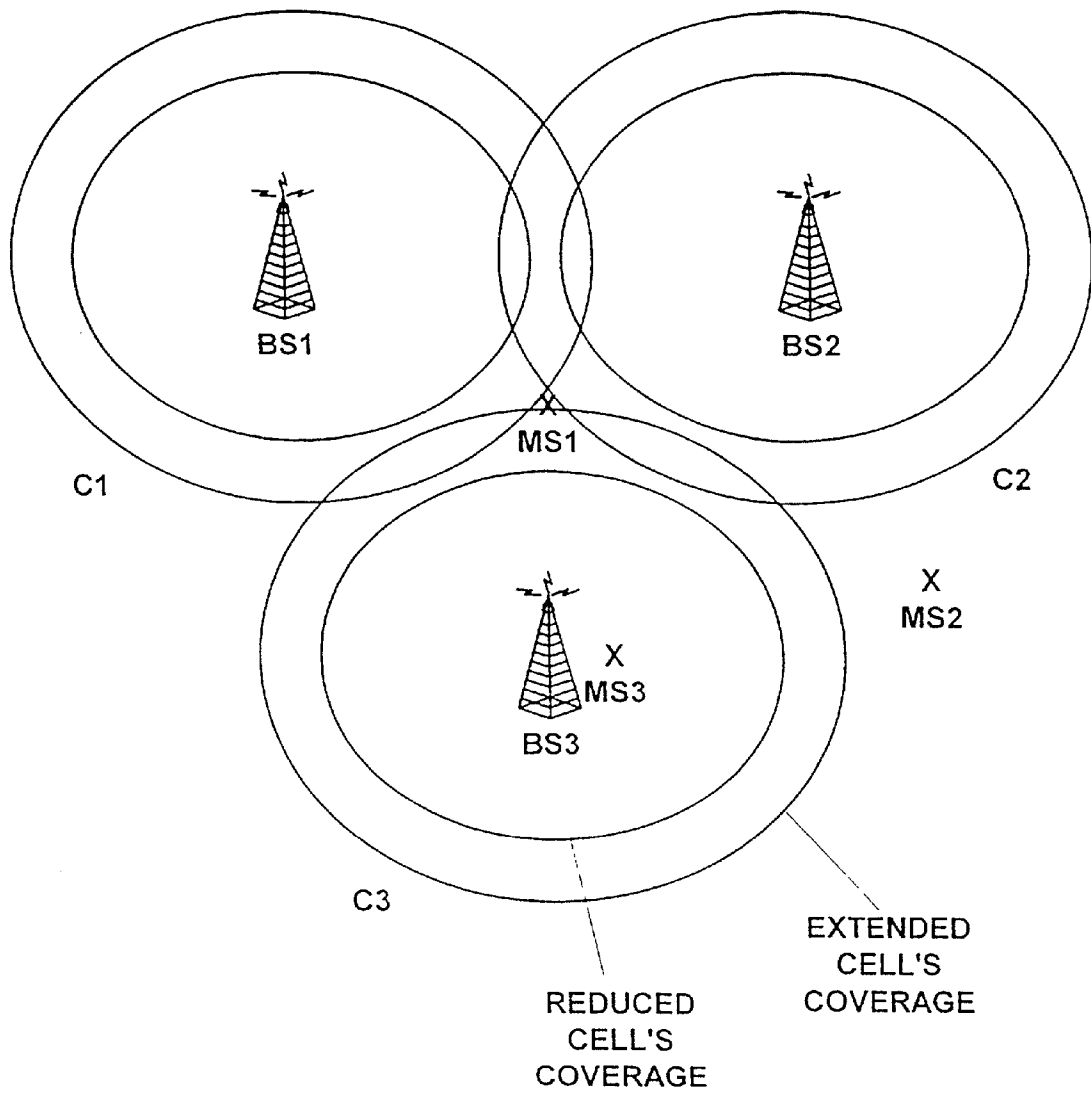 BS1
BS2
X
MS1
C1
C2
X
MS2
X
MS3
BS3
C3
EXTENDED
CELL'S
COVERAGE
REDUCED
CELL'S
COVERAGE